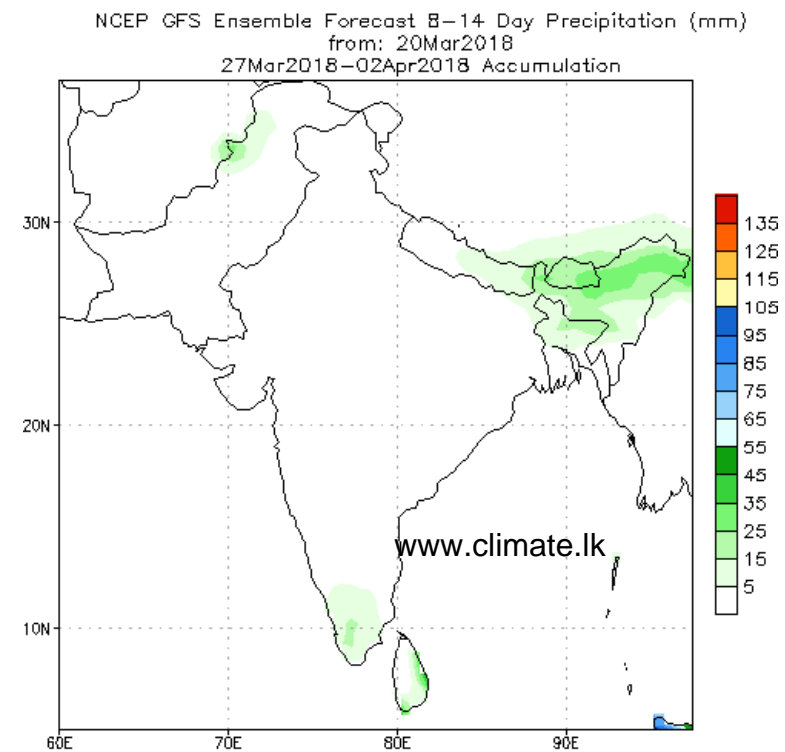 NCEP GFS Ensemble Forecast 8-14 Day Precipitation (mm)
from: 20Mar2018
27Mar2018-02Apr2018 Accumulation
30N
20N
10N
60E
70E
80E
90E
www.climate.lk
135
125
115
105
95
85
75
65
55
45
35
25
15
5